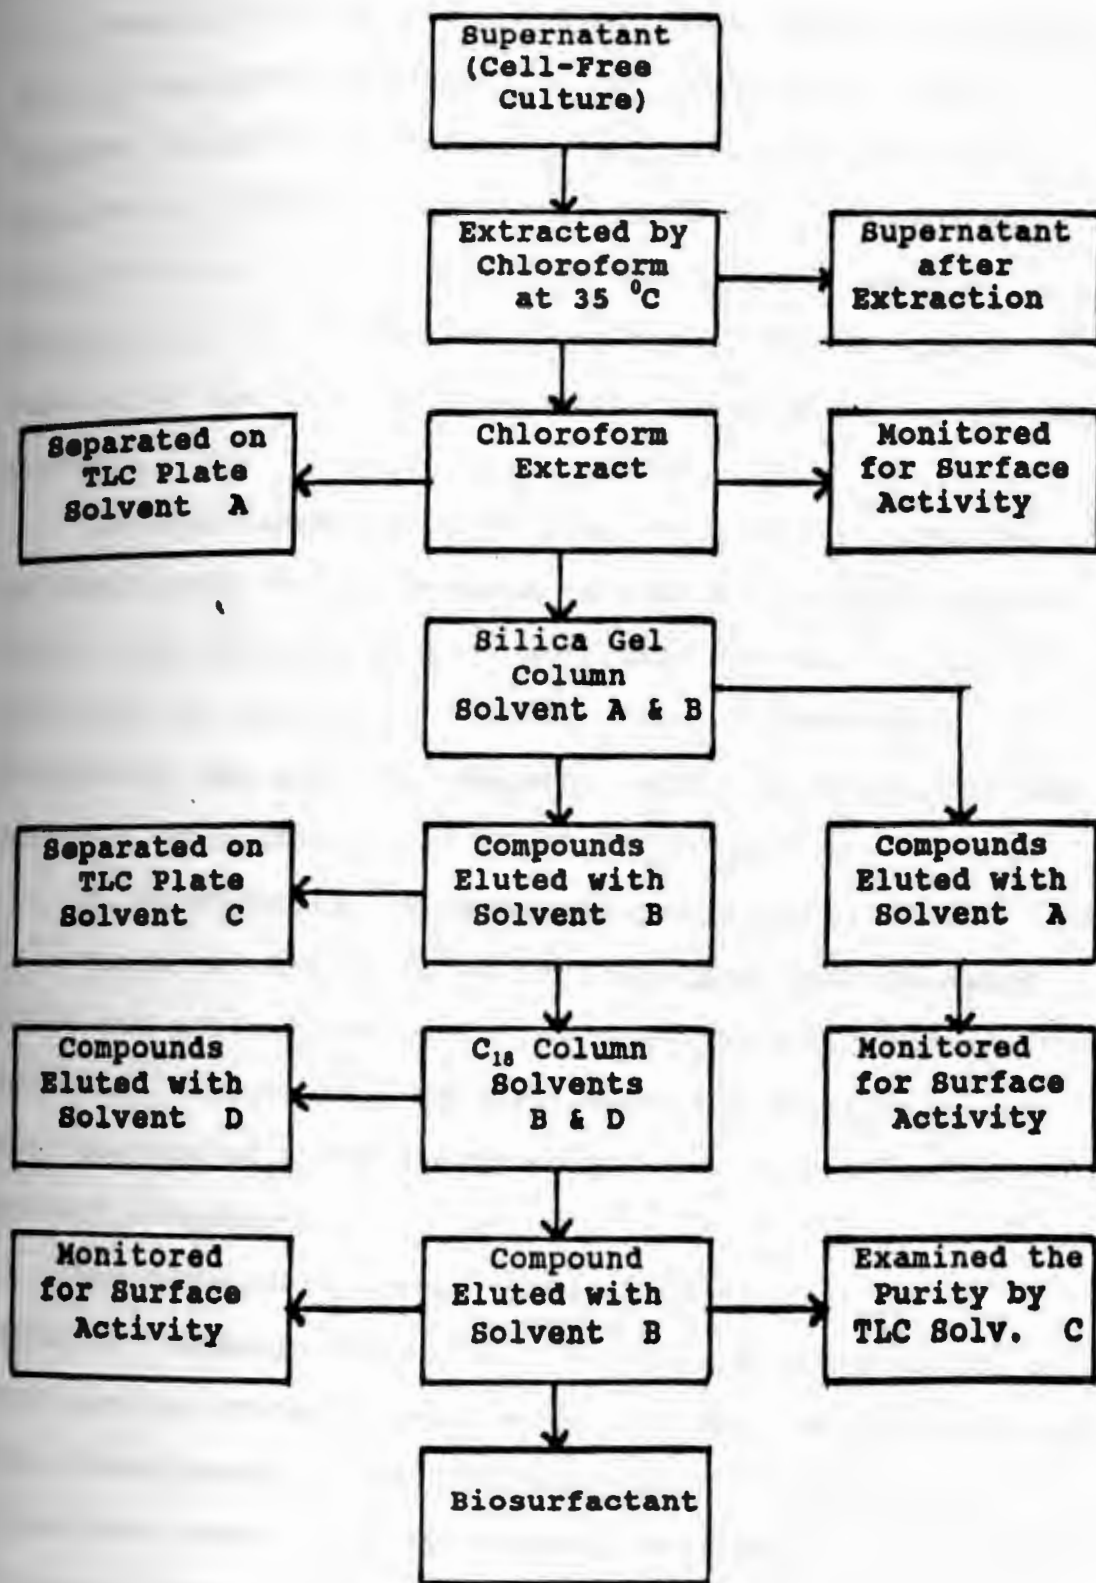 Supernatant
(Cell-Free
Culture)
Extracted by
Chloroform
at 35 ⁰C
Supernatant
after
Extraction
Separated on
TLC Plate
Solvent A
Chloroform
Extract
Monitored
for Surface
Activity
Silica Gel
Column
Solvent A & B
Separated on
TLC Plate
Solvent C
Compounds
Eluted with
Solvent B
Compounds
Eluted with
Solvent A
Compounds
Eluted with
Solvent D
C₁₈ Column
Solvents
B & D
Monitored
for Surface
Activity
Monitored
for Surface
Activity
Compound
Eluted with
Solvent B
Examined the
Purity by
TLC Solv. C
Biosurfactant